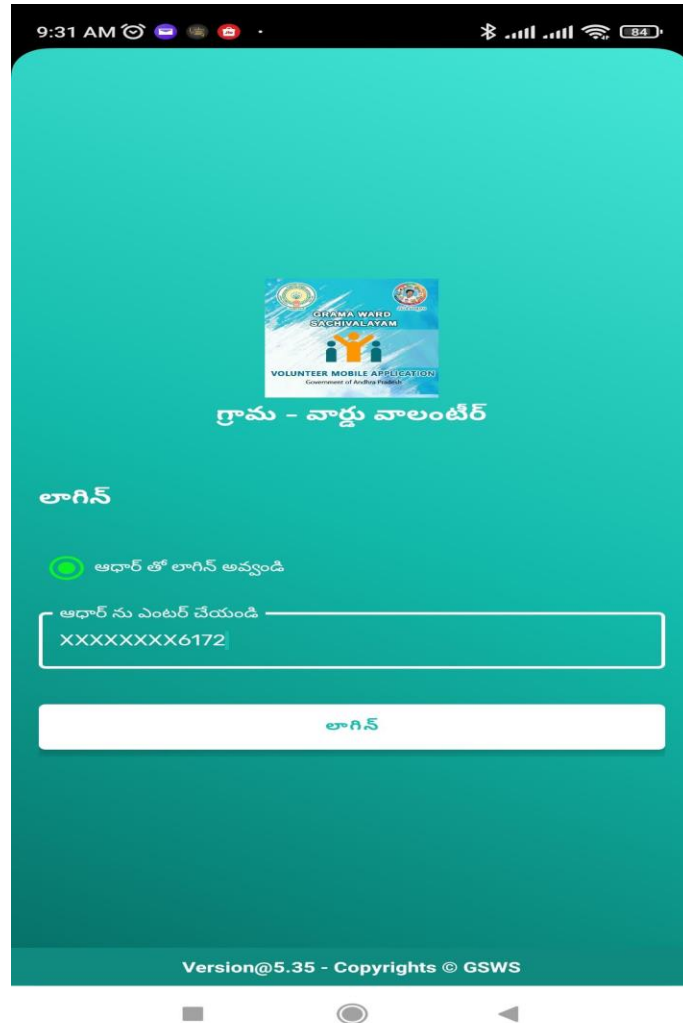 9:31 AM
84
GRAMA WARD
SACHIVALAYAM
VOLUNTEER MOBILE APPLICATION
Government of Andhra Pradesh
గ్రామ - వార్డు వాలంటీర్
లాగిన్
ఆధార్ తో లాగిన్ అవ్వండి
ఆధార్ ను ఎంటర్ చేయండి
XXXXXXXX6172
లాగిన్
Version@5.35 - Copyrights © GSWS